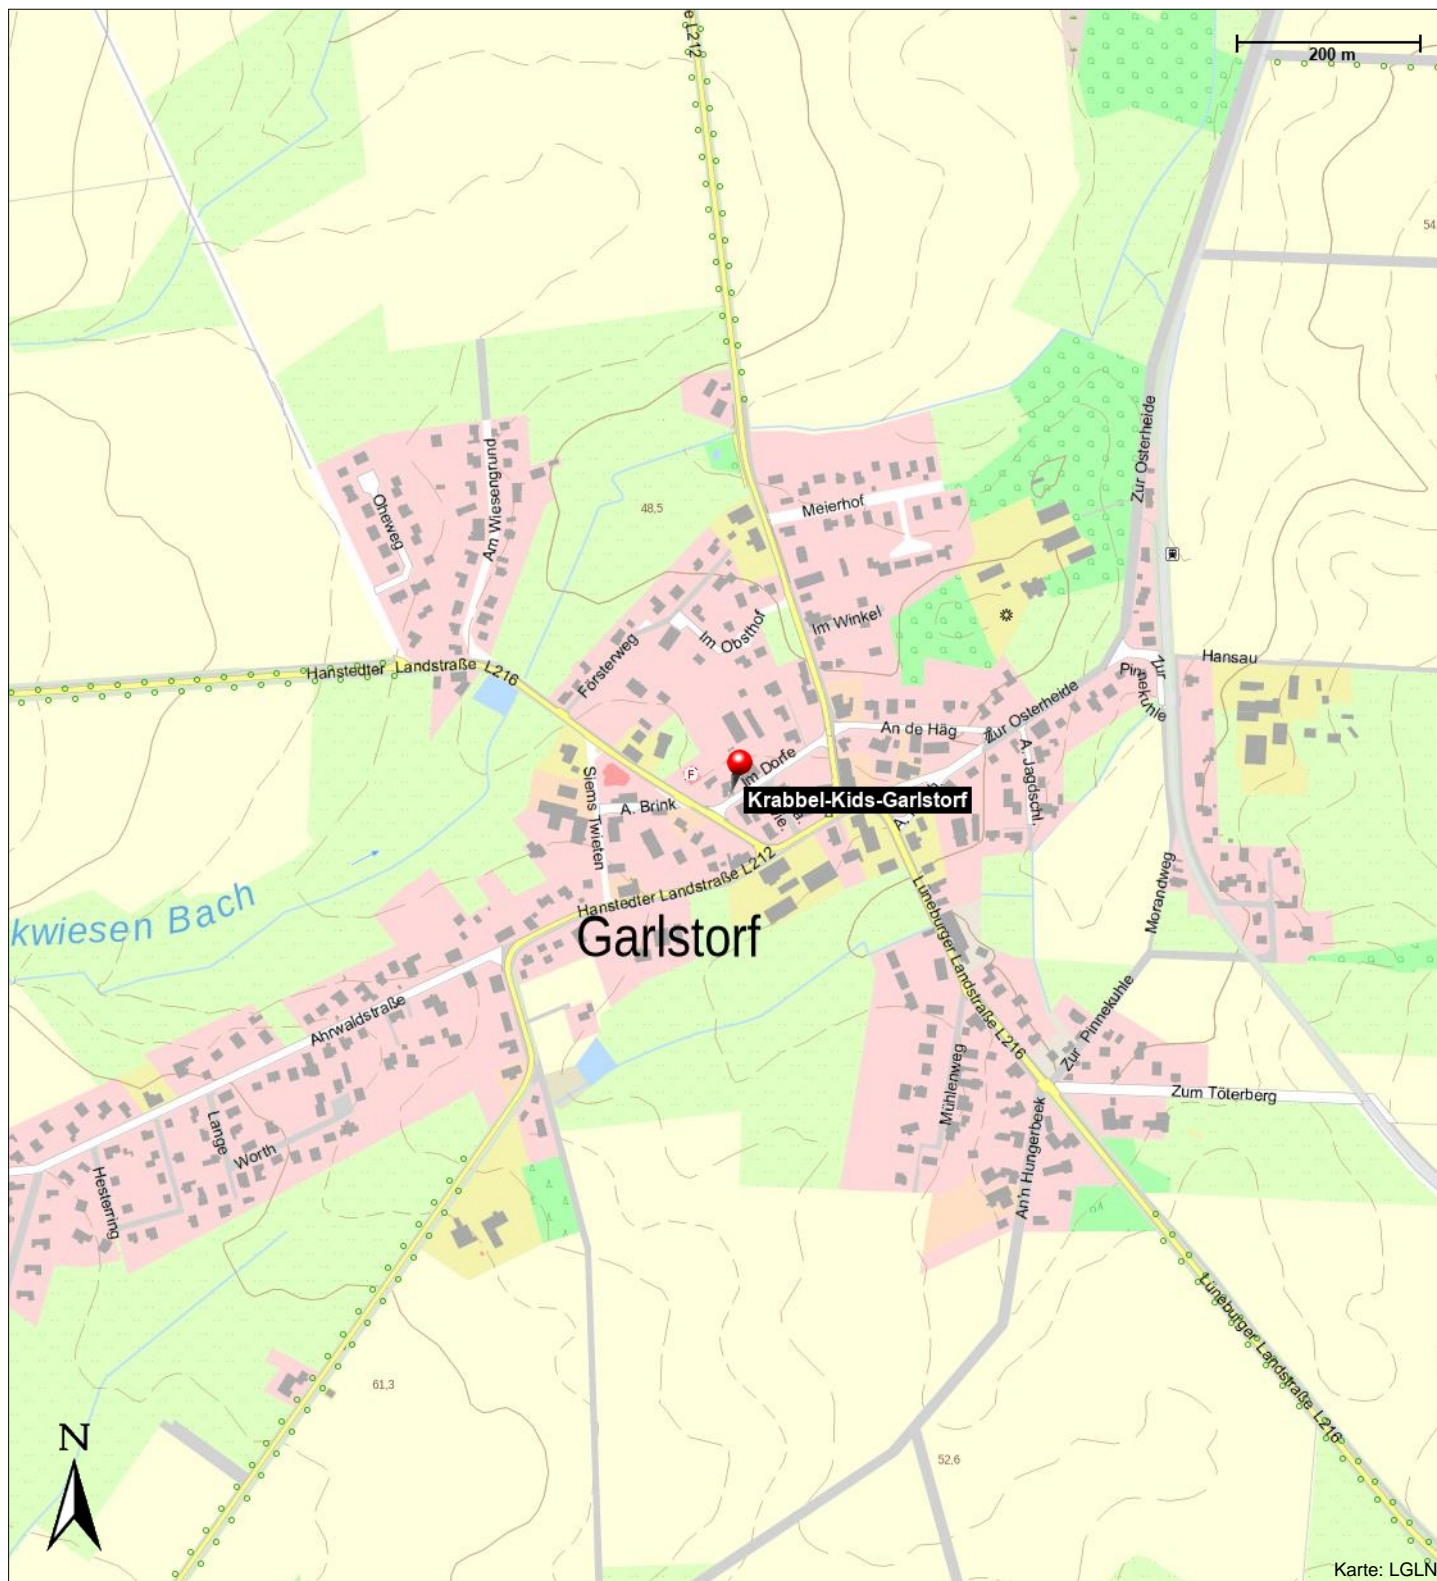 e L212
200 m
54,
Zur Osterheide
Am Wiesengrund
Oheweg
48,5
Meierhof
Im Winkel
Im Obsthof
Försterweg
Hanstedter Landstraße L216
Hansau
Zur
Pinnekuhle
Zur Osterheide
An de Häg
A. Jagdschl.
Im Dorfe
F
Krabbel-Kids-Garlstorf
A. Brink
Siems Twieten
Hanstedter Landstraße L212
Garlstorf
kwiesen Bach
Lüneburger Landstraße L216
Morandweg
Zur Pinnekuhle
Ahrwaldstraße
Mühlenweg
Zum Töterberg
An'n Hungerbeek
Lange
Worth
Hesterring
Lüneburger Landstraße L216
61,3
52,6
N
Karte: LGLN